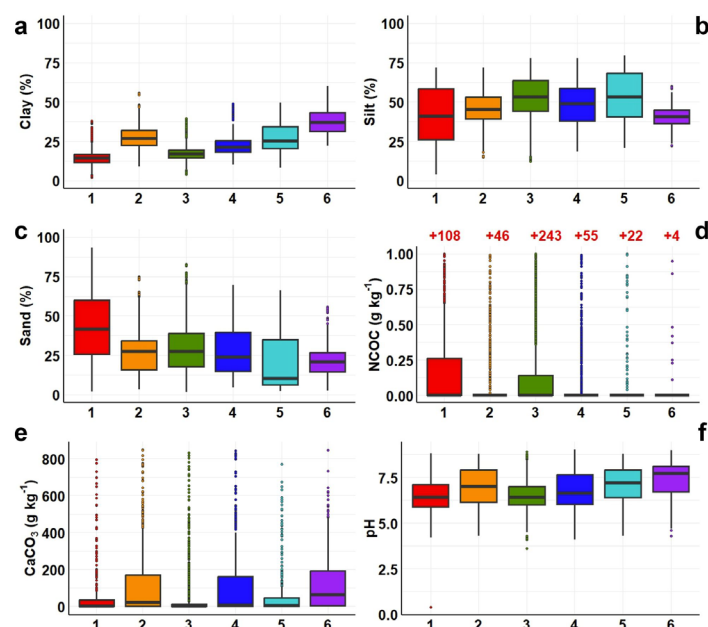 a
Clay (%)
100
75
50
25
0
1 2 3 4 5 6
b
Silt (%)
100
75
50
25
0
1 2 3 4 5 6
c
Sand (%)
100
75
50
25
0
1 2 3 4 5 6
d
+108 +46 +243 +55 +22 +4
NCOC (g kg⁻¹)
1.00
0.75
0.50
0.25
0.00
1 2 3 4 5 6
e
CaCO₃ (g kg⁻¹)
800
600
400
200
0
1 2 3 4 5 6
f
pH
7.5
5.0
2.5
0.0
1 2 3 4 5 6